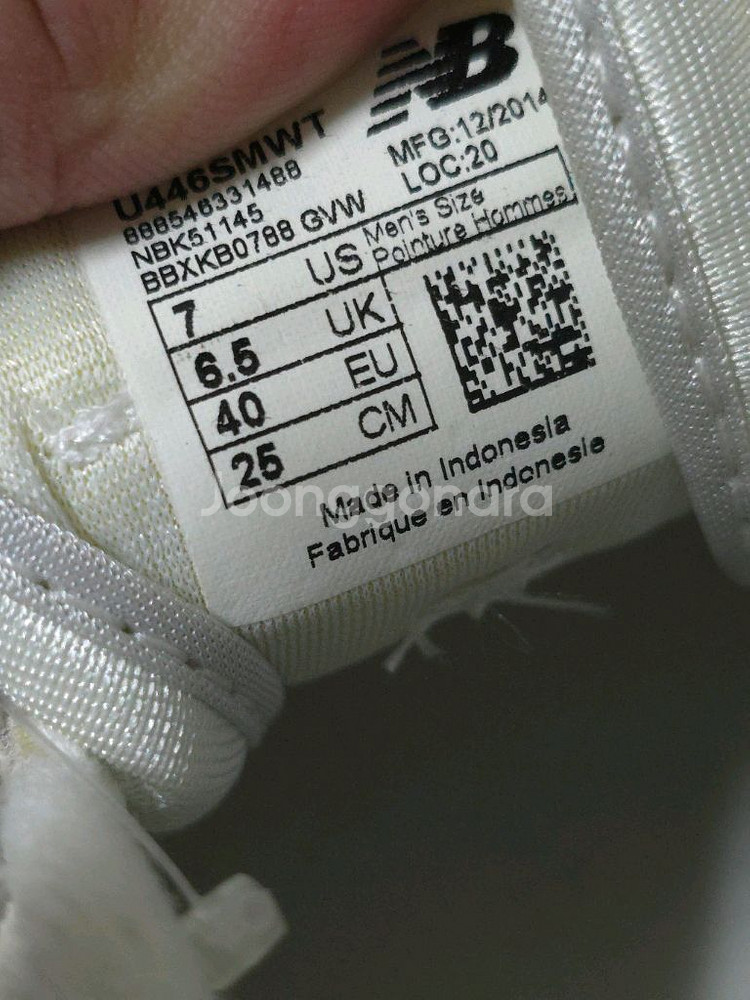 NB
U446SMWT
888546331488
NBK51145
BBXKB0788 GVW
MFG:12/2014
LOC:20
7 US Men's Size
Pointure Hommes
6.5 UK
40 EU
25 CM
Made in Indonesia
Fabrique en Indonesie
Joonggonara